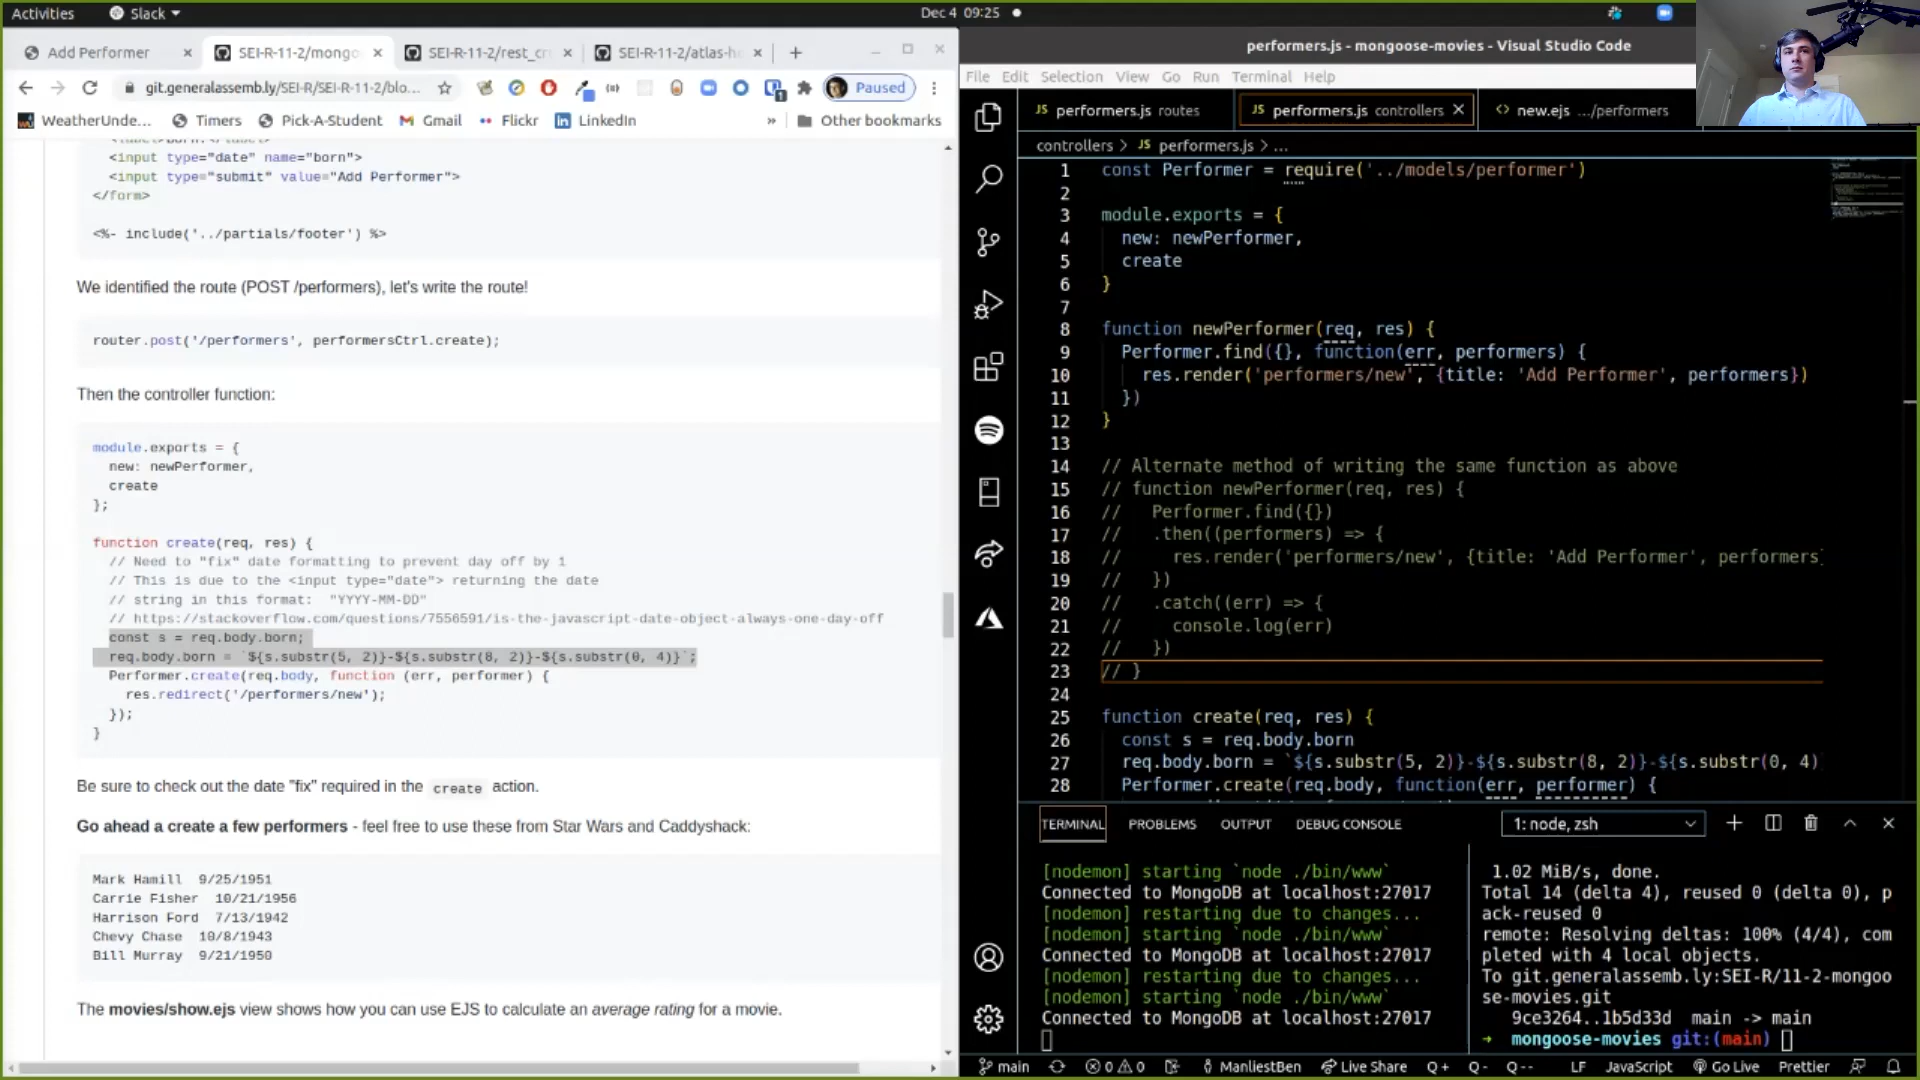 Activities
Slack
Dec 4 09:25
Add Performer
SEI-R-11-2/mongo
SEI-R-11-2/rest_cr
SEI-R-11-2/atlas-he
git.generalassemb.ly/SEI-R/SEI-R-11-2/blo...
Paused
WeatherUnde...
Timers
Pick-A-Student
Gmail
Flickr
LinkedIn
»
Other bookmarks
<input type="date" name="born">
<input type="submit" value="Add Performer">
</form>
<%- include('../partials/footer') %>
We identified the route (POST /performers), let's write the route!
router.post('/performers', performersCtrl.create);
Then the controller function:
module.exports = {
new: newPerformer,
create
};
function create(req, res) {
// Need to "fix" date formatting to prevent day off by 1
// This is due to the <input type="date"> returning the date
// string in this format: "YYYY-MM-DD"
// https://stackoverflow.com/questions/7556591/is-the-javascript-date-object-always-one-day-off
const s = req.body.born;
req.body.born = `${s.substr(5, 2)}-${s.substr(8, 2)}-${s.substr(0, 4)}`;
Performer.create(req.body, function (err, performer) {
res.redirect('/performers/new');
});
}
Be sure to check out the date "fix" required in the create action.
Go ahead a create a few performers - feel free to use these from Star Wars and Caddyshack:
Mark Hamill 9/25/1951
Carrie Fisher 10/21/1956
Harrison Ford 7/13/1942
Chevy Chase 10/8/1943
Bill Murray 9/21/1950
The movies/show.ejs view shows how you can use EJS to calculate an average rating for a movie.
performers.js - mongoose-movies - Visual Studio Code
File Edit Selection View Go Run Terminal Help
JS performers.js routes
JS performers.js controllers
<> new.ejs .../performers
controllers > JS performers.js > ...
1 const Performer = require('../models/performer')
2
3 module.exports = {
4 new: newPerformer,
5 create
6 }
7
8 function newPerformer(req, res) {
9 Performer.find({}, function(err, performers) {
10 res.render('performers/new', {title: 'Add Performer', performers})
11 })
12 }
13
14 // Alternate method of writing the same function as above
15 // function newPerformer(req, res) {
16 // Performer.find({})
17 // .then((performers) => {
18 // res.render('performers/new', {title: 'Add Performer', performers}
19 // })
20 // .catch((err) => {
21 // console.log(err)
22 // })
23 // }
24
25 function create(req, res) {
26 const s = req.body.born
27 req.body.born = `${s.substr(5, 2)}-${s.substr(8, 2)}-${s.substr(0, 4)
28 Performer.create(req.body, function(err, performer) {
TERMINAL
PROBLEMS
OUTPUT
DEBUG CONSOLE
1: node, zsh
[nodemon] starting `node ./bin/www`
Connected to MongoDB at localhost:27017
[nodemon] restarting due to changes...
[nodemon] starting `node ./bin/www`
Connected to MongoDB at localhost:27017
[nodemon] restarting due to changes...
[nodemon] starting `node ./bin/www`
Connected to MongoDB at localhost:27017
1.02 MiB/s, done.
Total 14 (delta 4), reused 0 (delta 0), p
ack-reused 0
remote: Resolving deltas: 100% (4/4), com
pleted with 4 local objects.
To git.generalassemb.ly:SEI-R/11-2-mongoo
se-movies.git
9ce3264..1b5d33d main -> main
→ mongoose-movies git:(main)
main
0 0
ManliestBen
Live Share
Q+
Q-
Q--
LF
JavaScript
Go Live
Prettier